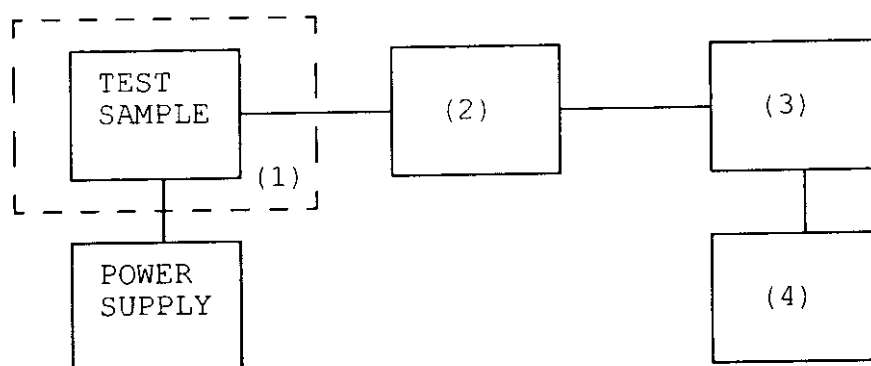 TEST
SAMPLE
(1)
(2)
(3)
POWER
SUPPLY
(4)